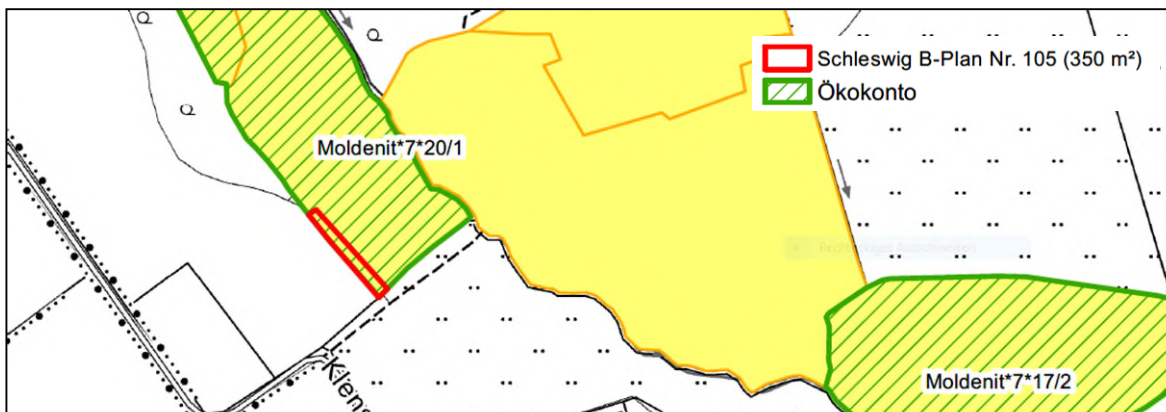 Schleswig B-Plan Nr. 105 (350 m²)
Ökokonto
Moldenit*7*20/1
Moldenit*7*17/2